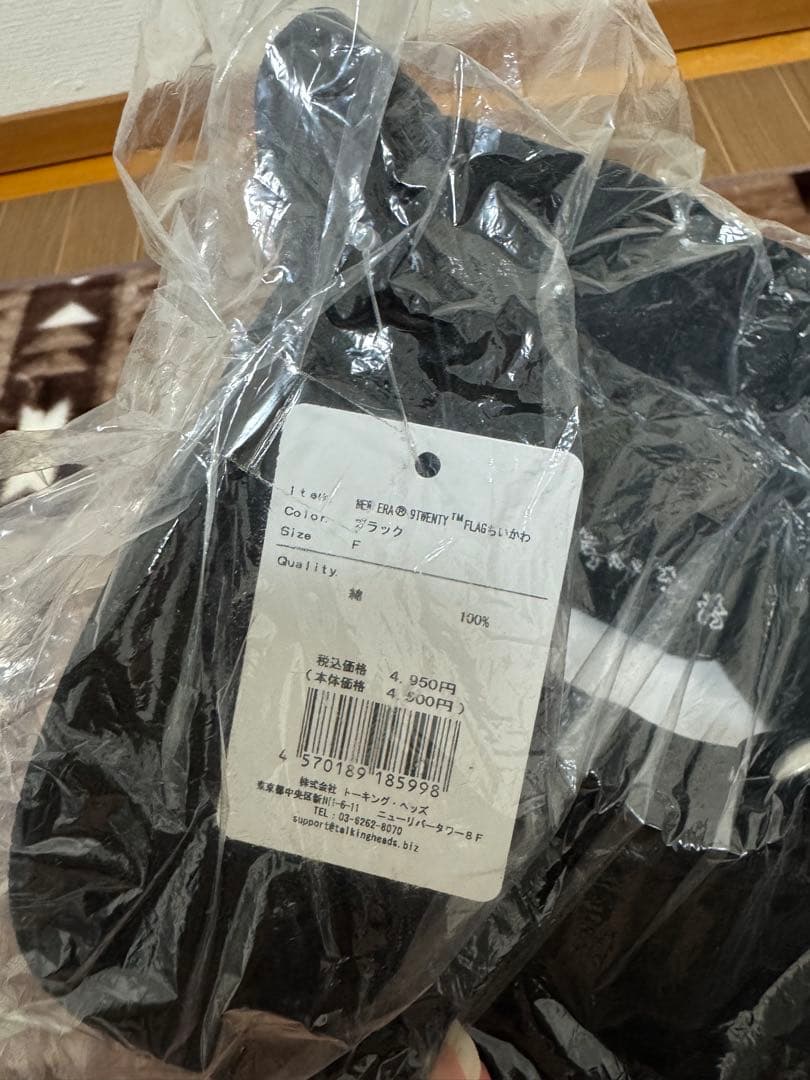 Item NEW ERA® 9TWENTY™ FLAGちいかわ
Color ブラック
Size F
Quality
綿 100%
税込価格 4,950円
(本体価格 4,500円)
4 570189 185998
株式会社 トーキング・ヘッズ
東京都中央区新川1-6-11 ニューリバータワー8F
TEL:03-6262-8070
support@talkingheads.biz